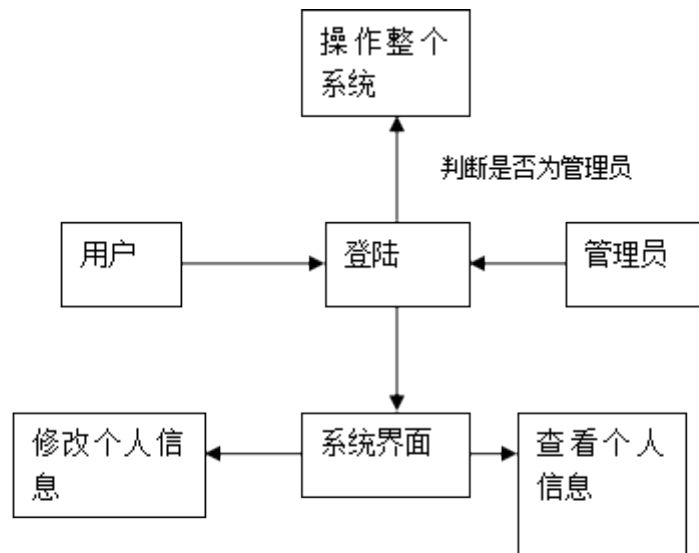 操作整个
系统
判断是否为管理员
用户
登陆
管理员
修改个人信
息
系统界面
查看个人
信息